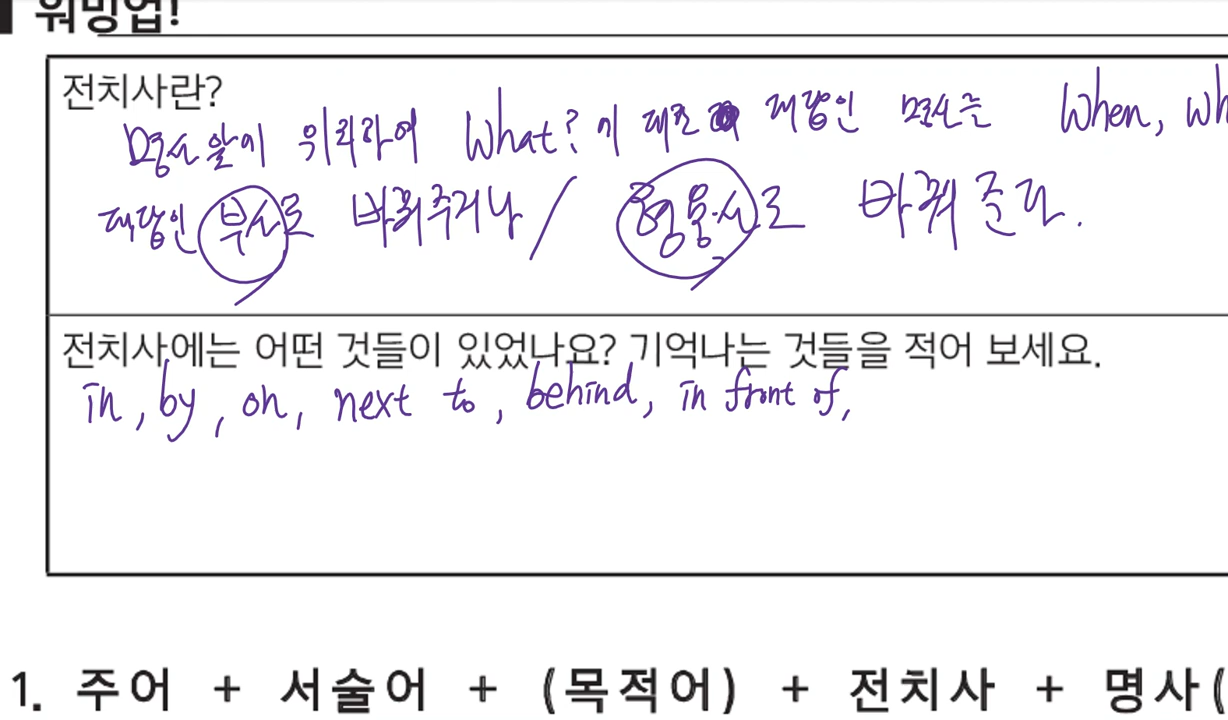 워밍업!
전치사란?
명사 앞에 위치하여 What? 에 대한 대답인 명사를 When, wh
대답인 부사로 바꿔주거나 / 형용사로 바꿔 준다.
전치사에는 어떤 것들이 있었나요? 기억나는 것들을 적어 보세요.
in, by, on, next to, behind, in front of,
1. 주어 + 서술어 + (목적어) + 전치사 + 명사(